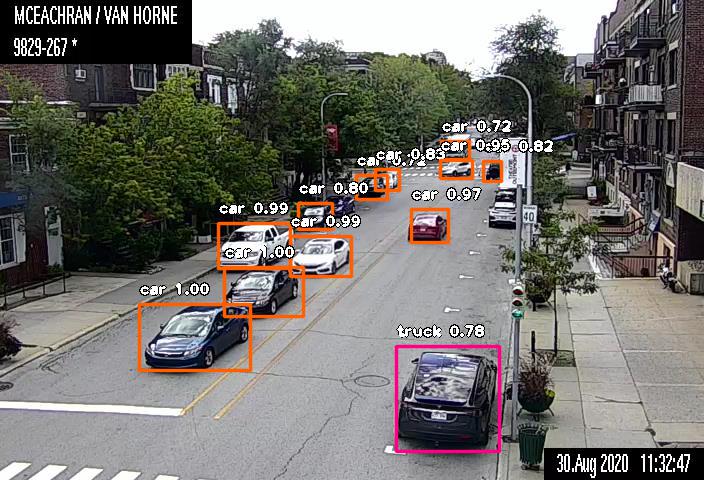 MCEACHRAN / VAN HORNE
9829-267 *
car 0.72
car 0.95
0.82
car 0.83
car 0.80
car 0.97
car 0.99
car 0.99
car 1.00
car 1.00
truck 0.78
40
30.Aug 2020 11:32:47